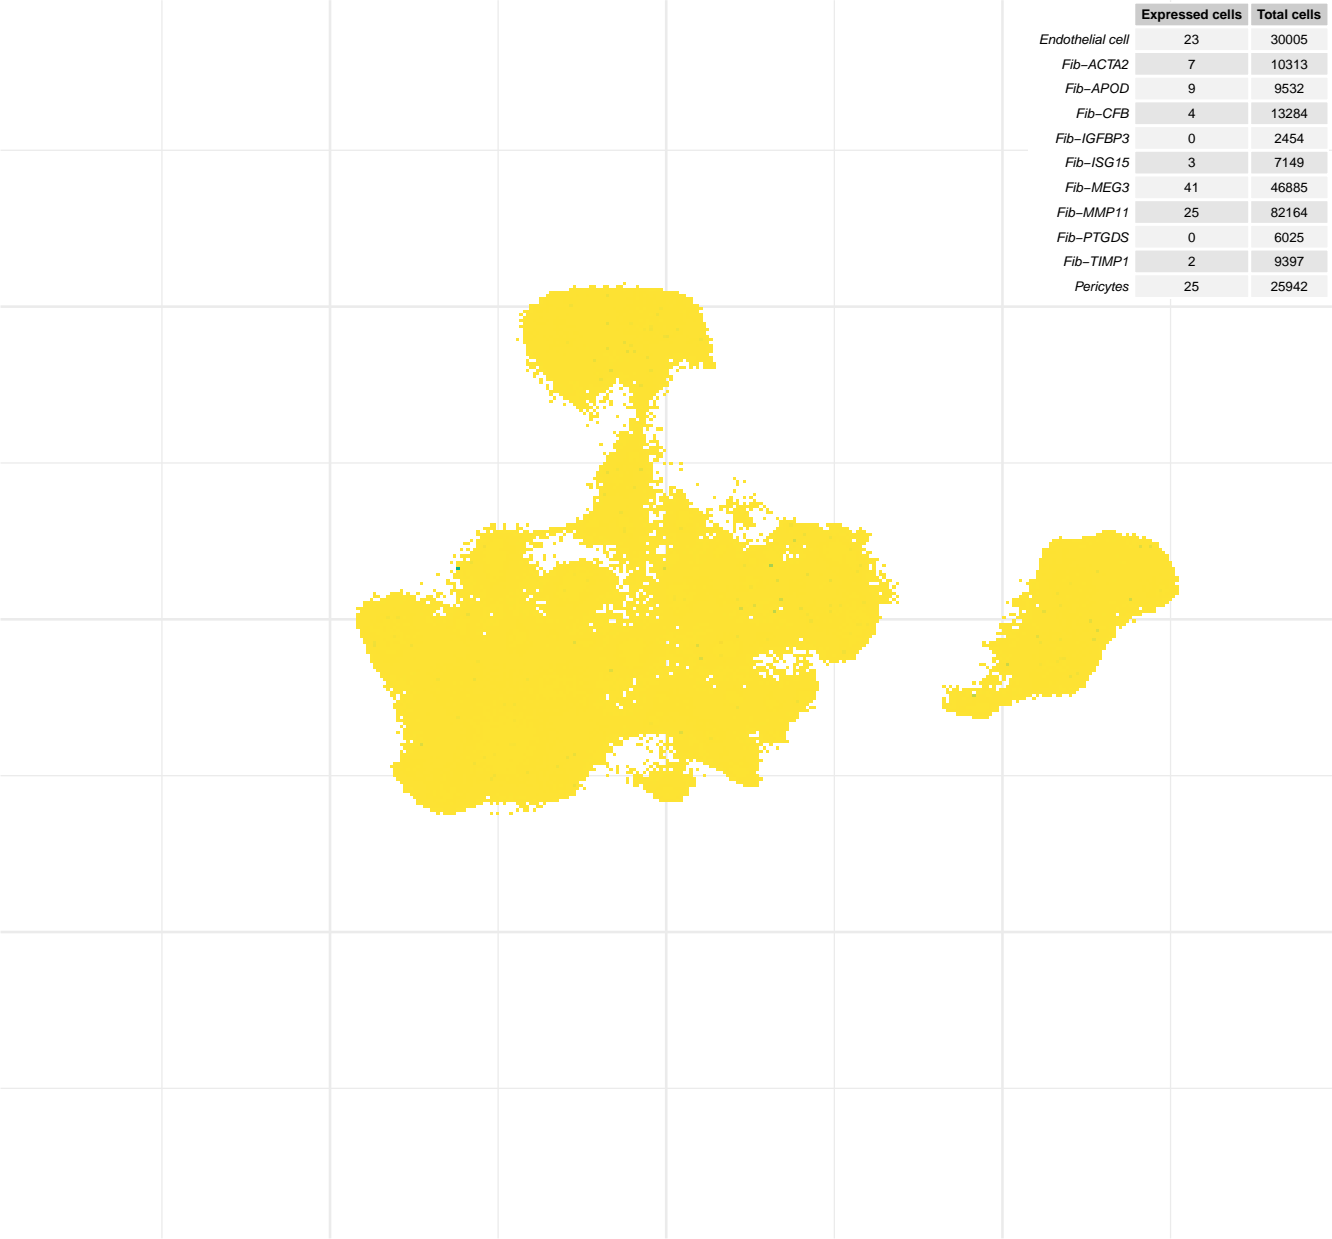 Expressed cells Total cells
Endothelial cell 23 30005
Fib−ACTA2 7 10313
Fib−APOD 9 9532
Fib−CFB 4 13284
Fib−IGFBP3 0 2454
Fib−ISG15 3 7149
Fib−MEG3 41 46885
Fib−MMP11 25 82164
Fib−PTGDS 0 6025
Fib−TIMP1 2 9397
Pericytes 25 25942